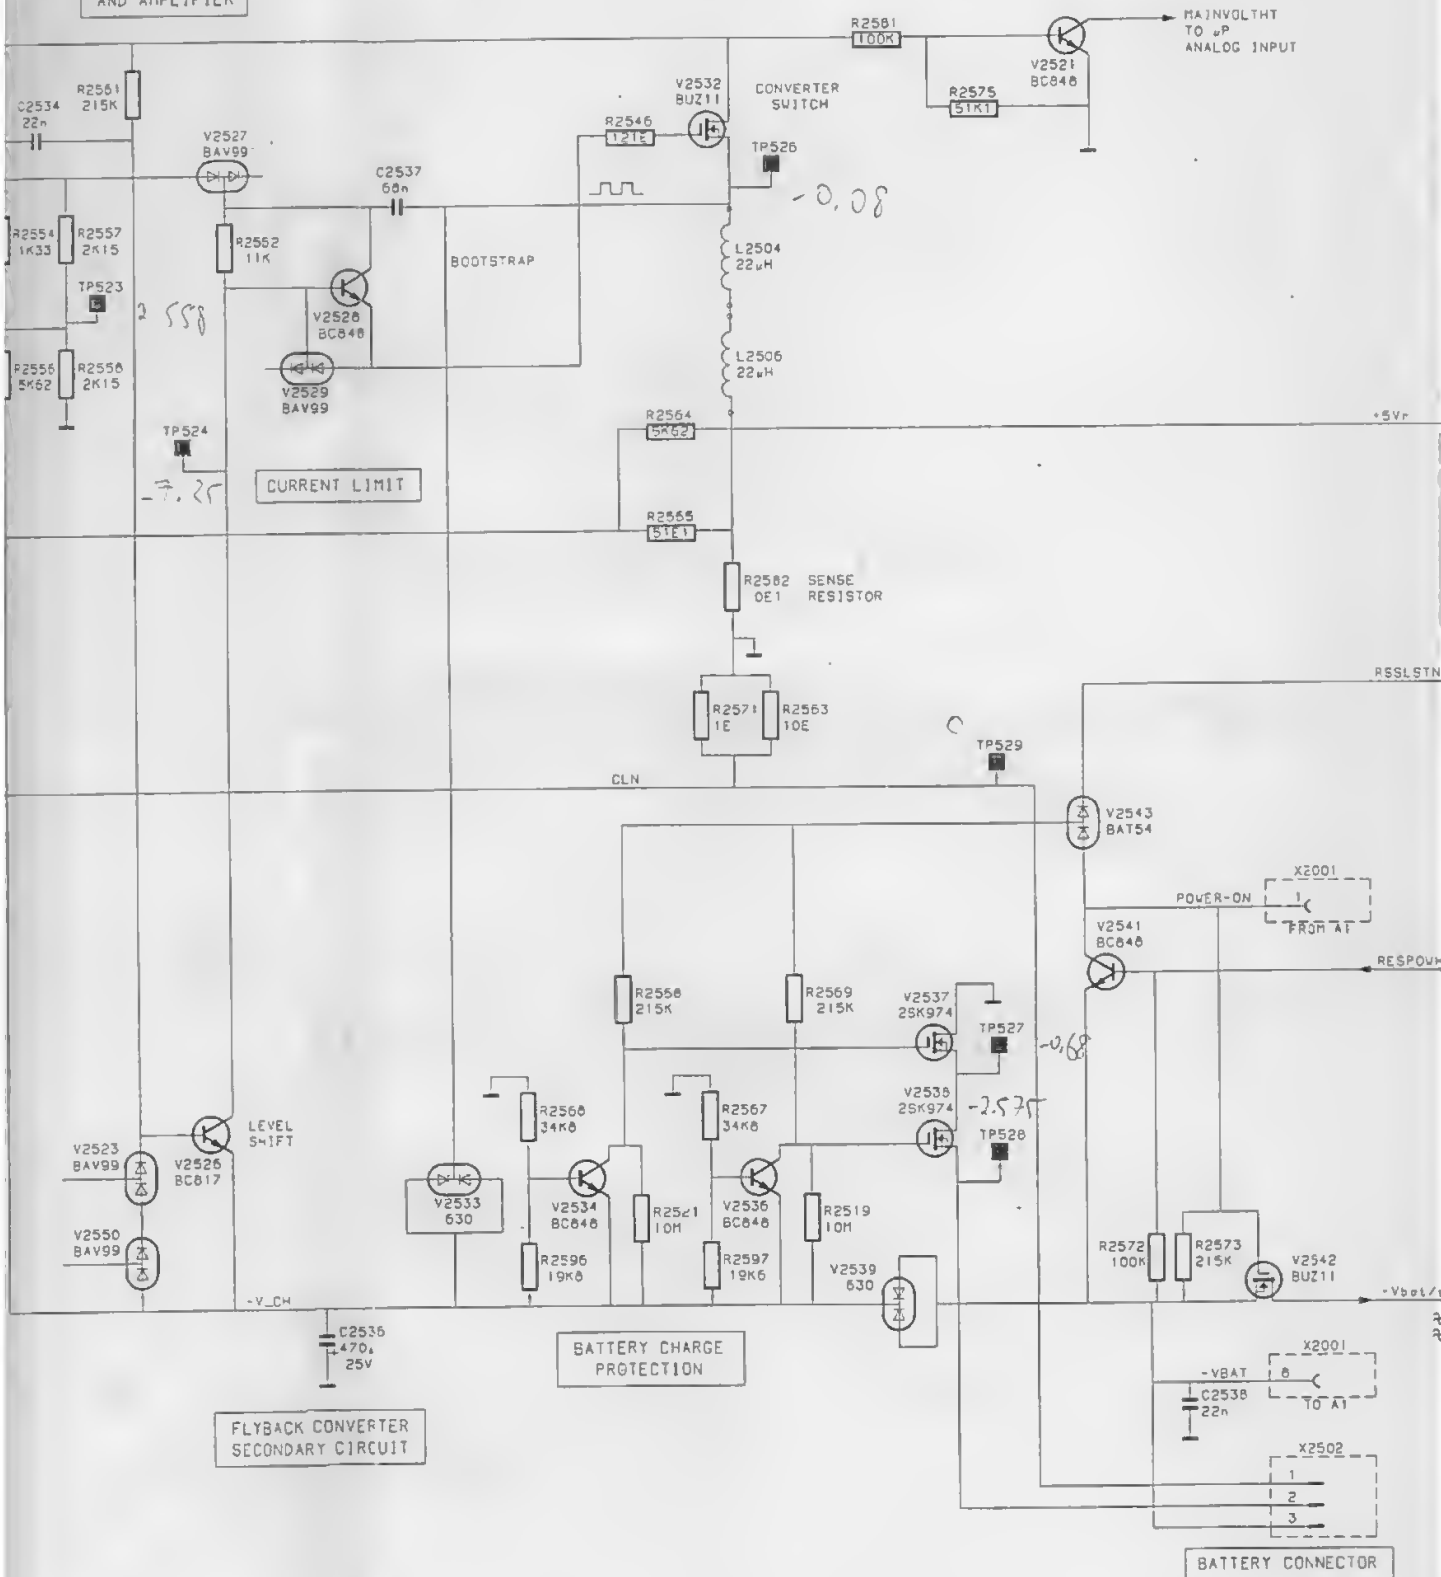 AND AMPLIFIER
MAINVOLTHT
TO µP
ANALOG INPUT
R2581
100K
V2521
BC848
R2575
51K1
R2561
215K
C2534
22n
V2532
BUZ11
CONVERTER
SWITCH
R2546
121E
TP526
-0,08
V2527
BAV99
C2537
68n
R2554
1K33
R2557
2K15
R2562
11K
BOOTSTRAP
L2504
22µH
TP523
2 558
V2528
BC848
R2556
5K62
R2558
2K15
V2529
BAV99
L2506
22µH
R2564
5K62
+5Vr
TP524
-7.25
CURRENT LIMIT
R2565
51E1
R2582
0E1
SENSE
RESISTOR
RSSLSTN
R2571
1E
R2563
10E
TP529
CLN
V2543
BAT54
X2001
POWER-ON
1
FROM A1
V2541
BC848
RESPOWH
R2558
215K
R2569
215K
V2537
2SK974
TP527
-0,68
V2538
2SK974
-2.575
TP528
R2568
34K8
R2567
34K8
LEVEL
SHIFT
V2523
BAV99
V2526
BC817
V2533
630
V2534
BC848
R2521
10M
V2536
BC848
R2519
10M
V2550
BAV99
R2596
19K6
R2597
19K6
V2539
630
R2572
100K
R2573
215K
V2542
BUZ11
-V_CH
-Vbat/
C2536
470µ
25V
BATTERY CHARGE
PROTECTION
X2001
-VBAT
8
TO A1
C2538
22n
FLYBACK CONVERTER
SECONDARY CIRCUIT
X2502
1
2
3
BATTERY CONNECTOR